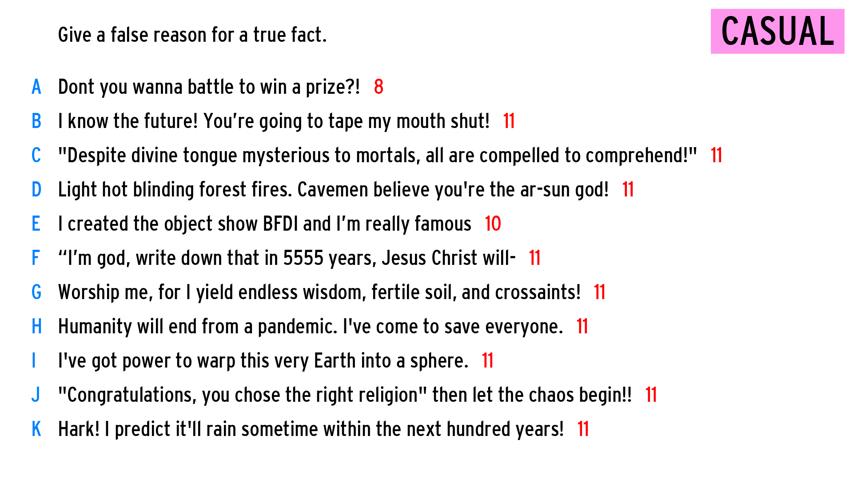 Give a false reason for a true fact.
CASUAL
A Dont you wanna battle to win a prize?! 8
B I know the future! You’re going to tape my mouth shut! 11
C "Despite divine tongue mysterious to mortals, all are compelled to comprehend!" 11
D Light hot blinding forest fires. Cavemen believe you're the ar-sun god! 11
E I created the object show BFDI and I’m really famous 10
F “I’m god, write down that in 5555 years, Jesus Christ will- 11
G Worship me, for I yield endless wisdom, fertile soil, and crossaints! 11
H Humanity will end from a pandemic. I've come to save everyone. 11
I I've got power to warp this very Earth into a sphere. 11
J "Congratulations, you chose the right religion" then let the chaos begin!! 11
K Hark! I predict it'll rain sometime within the next hundred years! 11